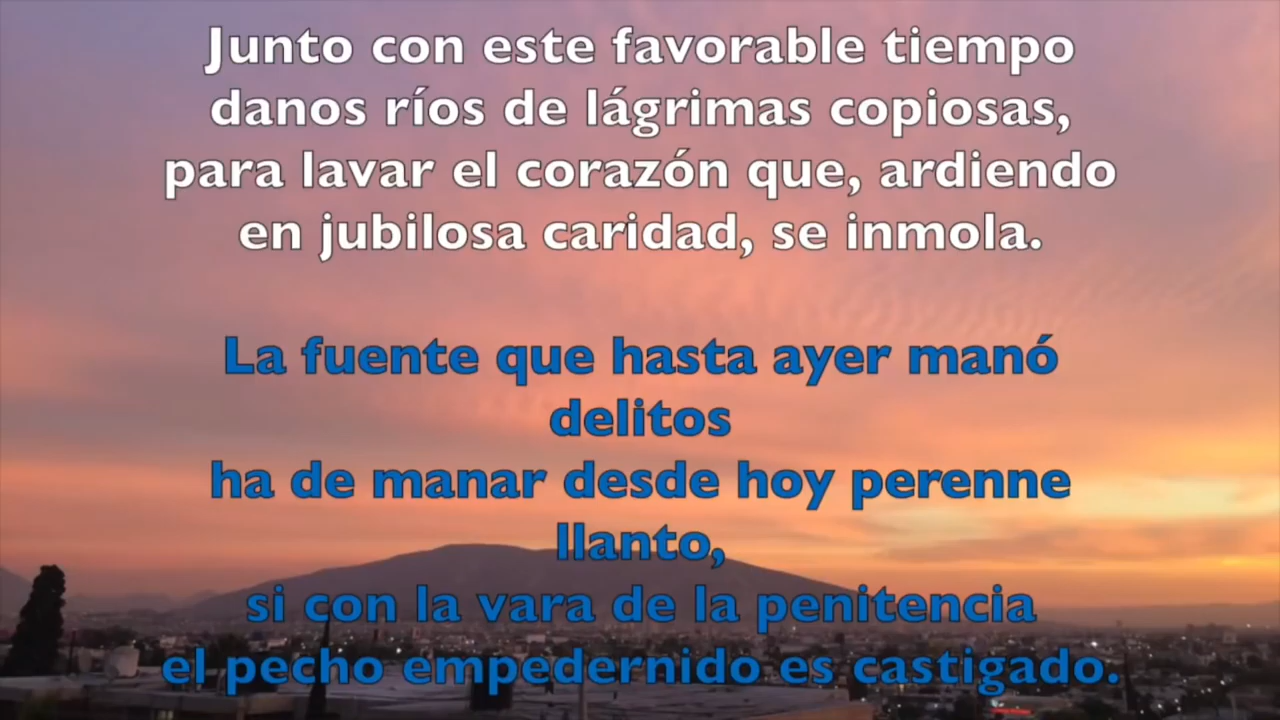 Junto con este favorable tiempo
danos ríos de lágrimas copiosas,
para lavar el corazón que, ardiendo
en jubilosa caridad, se inmola.
La fuente que hasta ayer manó
delitos
ha de manar desde hoy perenne
llanto,
si con la vara de la penitencia
el pecho empedernido es castigado.